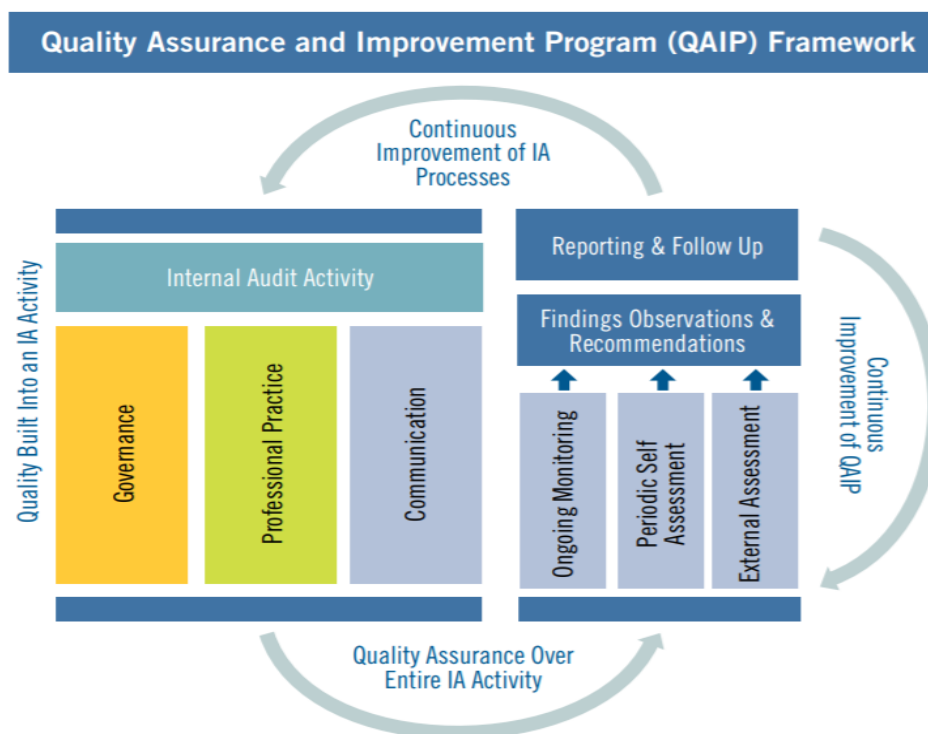 Quality Assurance and Improvement Program (QAIP) Framework
Continuous
Improvement of IA
Processes
Quality Built Into an IA Activity
Internal Audit Activity
Governance
Professional Practice
Communication
Reporting & Follow Up
Findings Observations &
Recommendations
Ongoing Monitoring
Periodic Self
Assessment
External Assessment
Continuous
Improvement of QAIP
Quality Assurance Over
Entire IA Activity